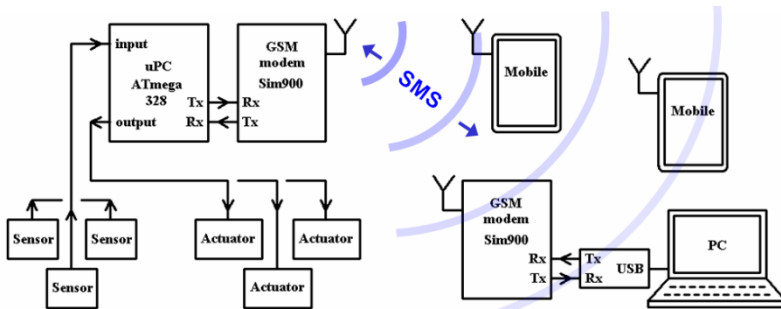 input
uPC
ATmega
328
Tx
Rx
output
GSM
modem
Sim900
Rx
Tx
SMS
Mobile
Mobile
Sensor
Sensor
Sensor
Actuator
Actuator
Actuator
GSM
modem
Sim900
Rx
Tx
Tx
Rx
USB
PC